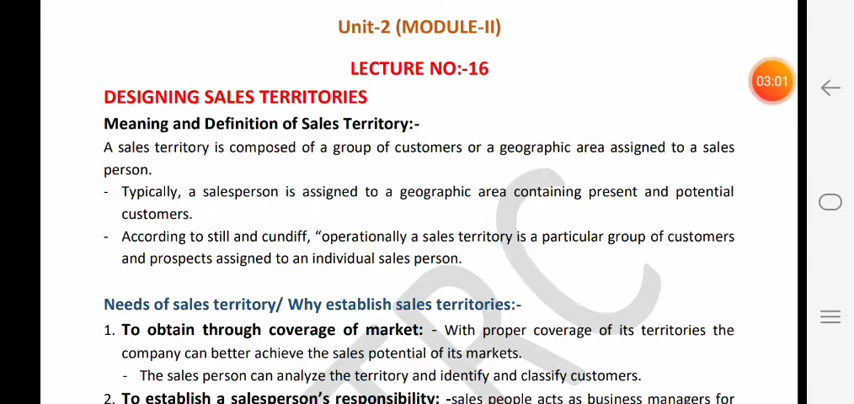 Unit-2 (MODULE-II)
LECTURE NO:-16
03:01
DESIGNING SALES TERRITORIES
Meaning and Definition of Sales Territory:-
A sales territory is composed of a group of customers or a geographic area assigned to a sales
person.
- Typically, a salesperson is assigned to a geographic area containing present and potential
customers.
- According to still and cundiff, “operationally a sales territory is a particular group of customers
and prospects assigned to an individual sales person.
Needs of sales territory/ Why establish sales territories:-
1. To obtain through coverage of market: - With proper coverage of its territories the
company can better achieve the sales potential of its markets.
- The sales person can analyze the territory and identify and classify customers.
2. To establish a salesperson's responsibility: -sales people acts as business managers for
TRC